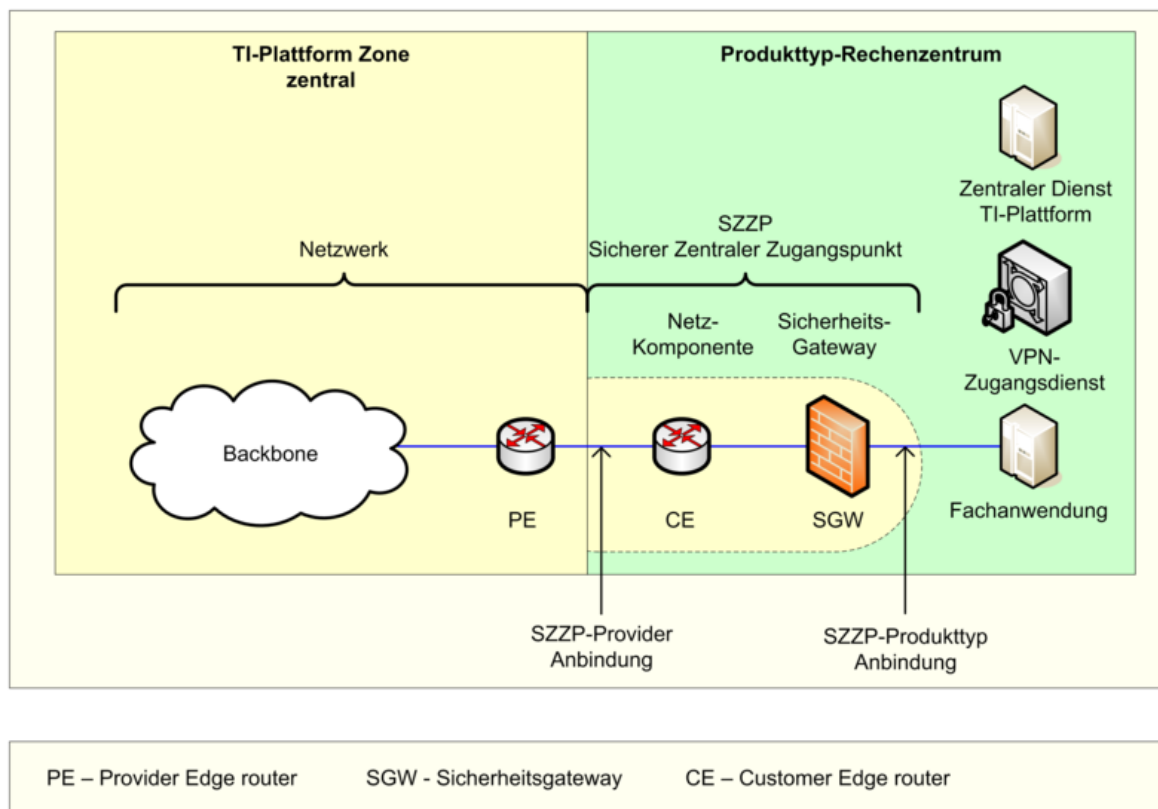 TI-Plattform Zone
zentral
Produkttyp-Rechenzentrum
Zentraler Dienst
TI-Plattform
SZZP
Sicherer Zentraler Zugangspunkt
Netzwerk
Netz-
Komponente
Sicherheits-
Gateway
VPN-
Zugangsdienst
Backbone
PE
CE
SGW
Fachanwendung
SZZP-Provider
Anbindung
SZZP-Produkttyp
Anbindung
PE – Provider Edge router
SGW - Sicherheitsgateway
CE – Customer Edge router